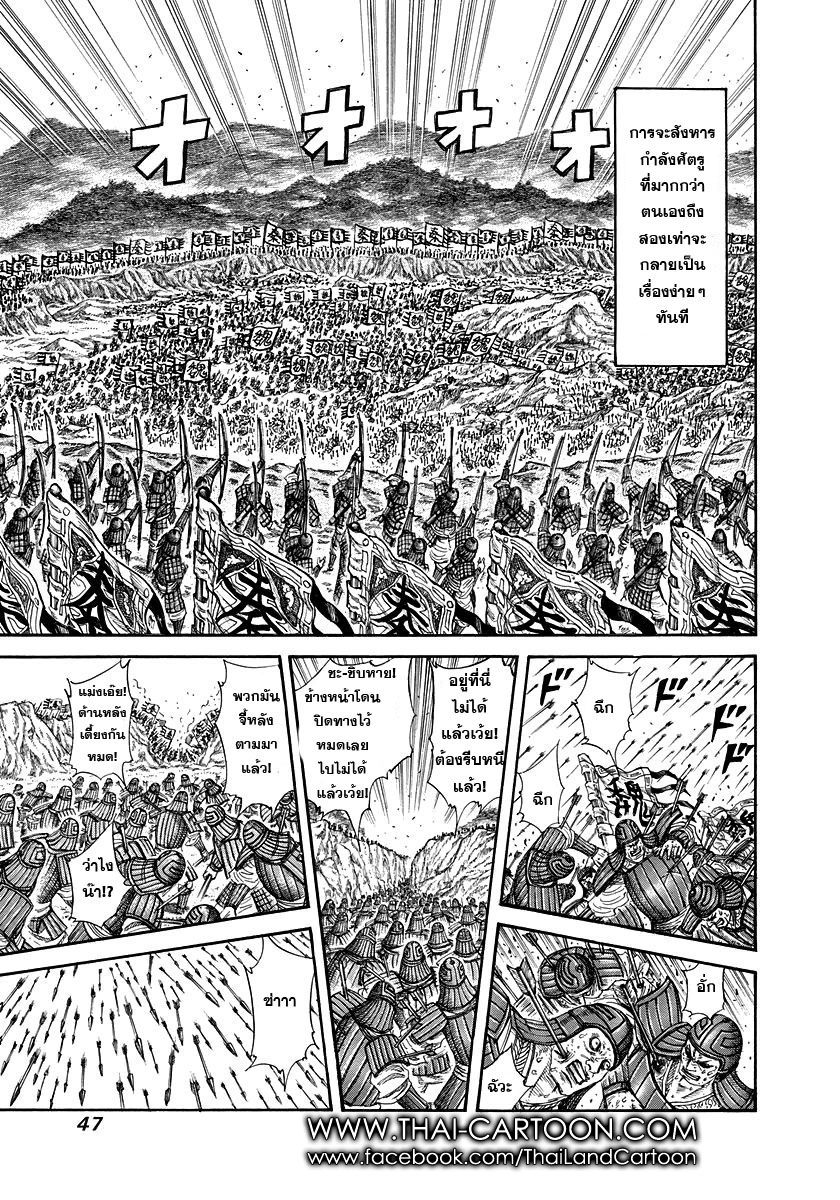 オ オ オ オ
การจะสังหาร
กำลังศัตรู
ที่มากกว่า
ตนเองถึง
สองเท่าจะ
กลายเป็น
เรื่องง่ายๆ
ทันที
ドドド
ฉึก
ฉึก
อยู่ที่นี่
ไม่ได้
แล้วเว้ย!
ต้องรีบหนี
แล้ว!
ชะ-ฉิบหาย!
ข้างหน้าโดน
ปิดทางไว้
หมดเลย
ไปไม่ได้
แล้วเว้ย!
พวกมัน
จี้หลัง
ตามมา
แล้ว!
แม่งเอ๊ย!
ด้านหลัง
เดี้ยงกัน
หมด!
ว่าไง
น๊า!?
อั่ก
ฉัวะ
ซ่าาา
47
WWW.THAI-CARTOON.COM
www.facebook.com/ThaiLandCartoon